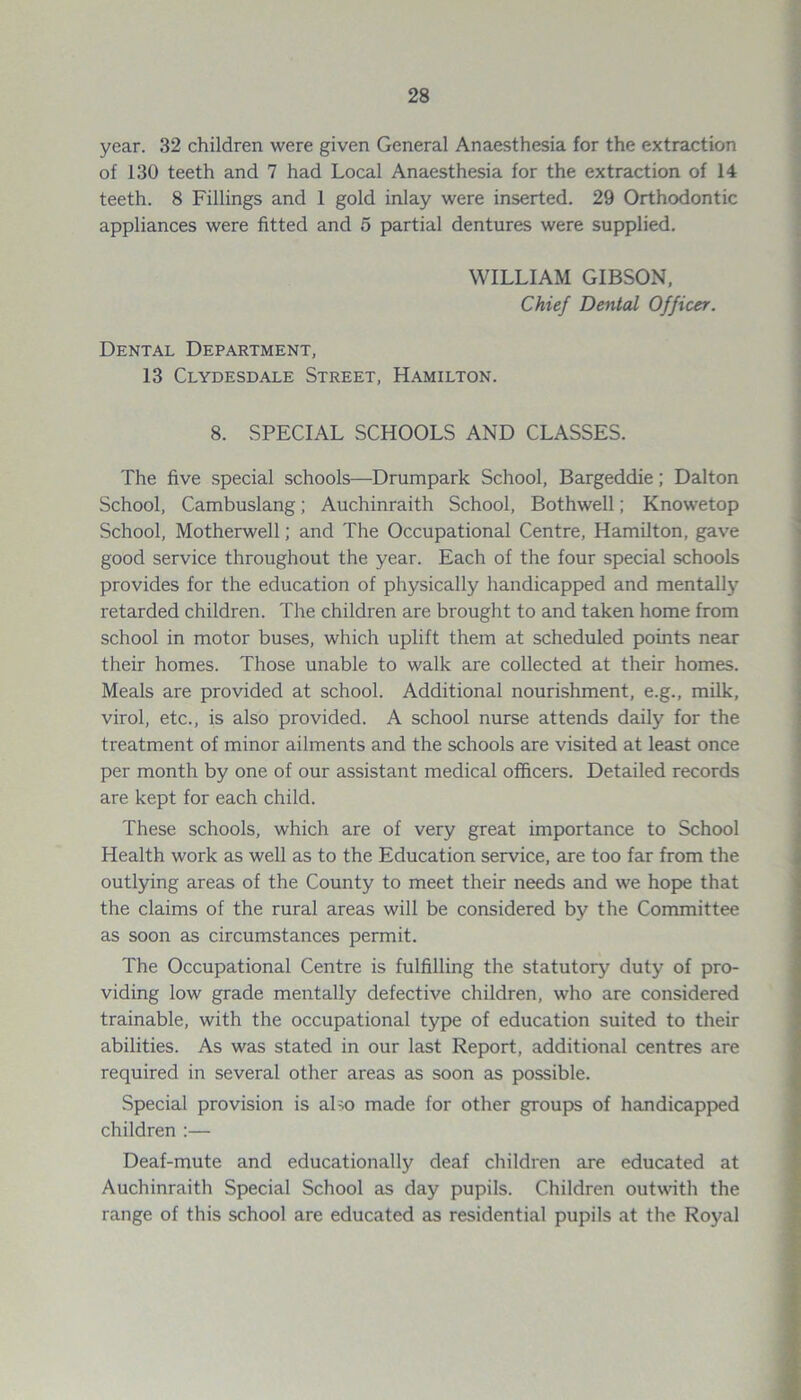 28
year. 32 children were given General Anaesthesia for the extraction
of 130 teeth and 7 had Local Anaesthesia for the extraction of 14
teeth. 8 Fillings and 1 gold inlay were inserted. 29 Orthodontic
appliances were fitted and 5 partial dentures were supplied.
WILLIAM GIBSON,
Chief Dental Officer.
Dental Department,
13 Clydesdale Street, Hamilton.
8. SPECIAL SCHOOLS AND CLASSES.
The five special schools—Drumpark School, Bargeddie; Dalton
School, Cambuslang; Auchinraith School, Bothwell; Knowetop
School, Motherwell; and The Occupational Centre, Hamilton, gave
good service throughout the year. Each of the four special schools
provides for the education of physically handicapped and mentally
retarded children. The children are brought to and taken home from
school in motor buses, which uplift them at scheduled points near
their homes. Those unable to walk are collected at their homes.
Meals are provided at school. Additional nourishment, e.g., milk,
virol, etc., is also provided. A school nurse attends daily for the
treatment of minor ailments and the schools are visited at least once
per month by one of our assistant medical officers. Detailed records
are kept for each child.
These schools, which are of very great importance to School
Health work as well as to the Education service, are too far from the
outlying areas of the County to meet their needs and we hope that
the claims of the rural areas will be considered by the Committee
as soon as circumstances permit.
The Occupational Centre is fulfilling the statutory duty of pro-
viding low grade mentally defective children, who are considered
trainable, with the occupational type of education suited to their
abilities. As was stated in our last Report, additional centres are
required in several other areas as soon as possible.
Special provision is also made for other groups of handicapped
children :—
Deaf-mute and educationally deaf children are educated at
Auchinraith Special School as day pupils. Children outwith the
range of this school are educated as residential pupils at the Royal